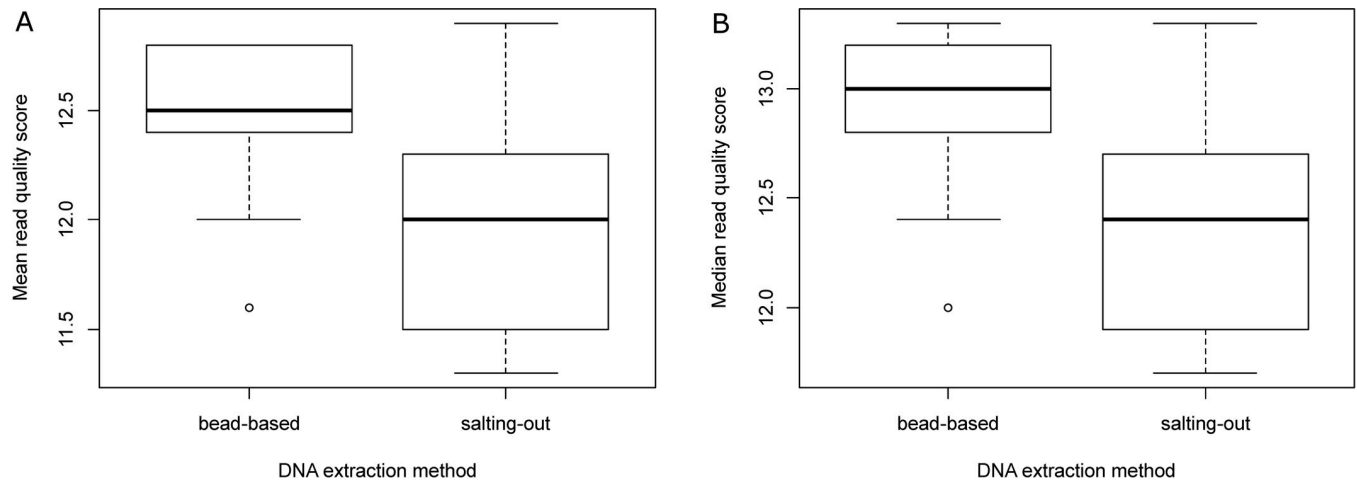 A
Mean read quality score
12.5
12.0
11.5
bead-based
salting-out
DNA extraction method
B
Median read quality score
13.0
12.5
12.0
bead-based
salting-out
DNA extraction method